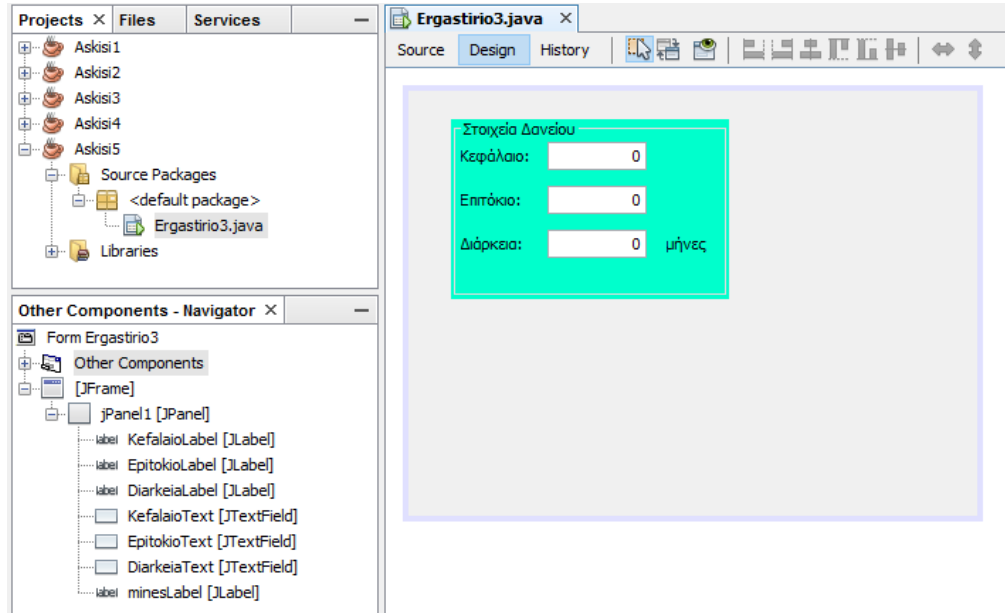 Projects × Files Services
Askisi1
Askisi2
Askisi3
Askisi4
Askisi5
Source Packages
<default package>
Ergastirio3.java
Libraries
Other Components - Navigator ×
Form Ergastirio3
Other Components
[JFrame]
jPanel1 [JPanel]
label KefalaioLabel [JLabel]
label EpitokioLabel [JLabel]
label DiarkeiaLabel [JLabel]
KefalaioText [JTextField]
EpitokioText [JTextField]
DiarkeiaText [JTextField]
label minesLabel [JLabel]
Ergastirio3.java ×
Source Design History
Στοιχεία Δανείου
Κεφάλαιο: 0
Επιτόκιο: 0
Διάρκεια: 0 μήνες